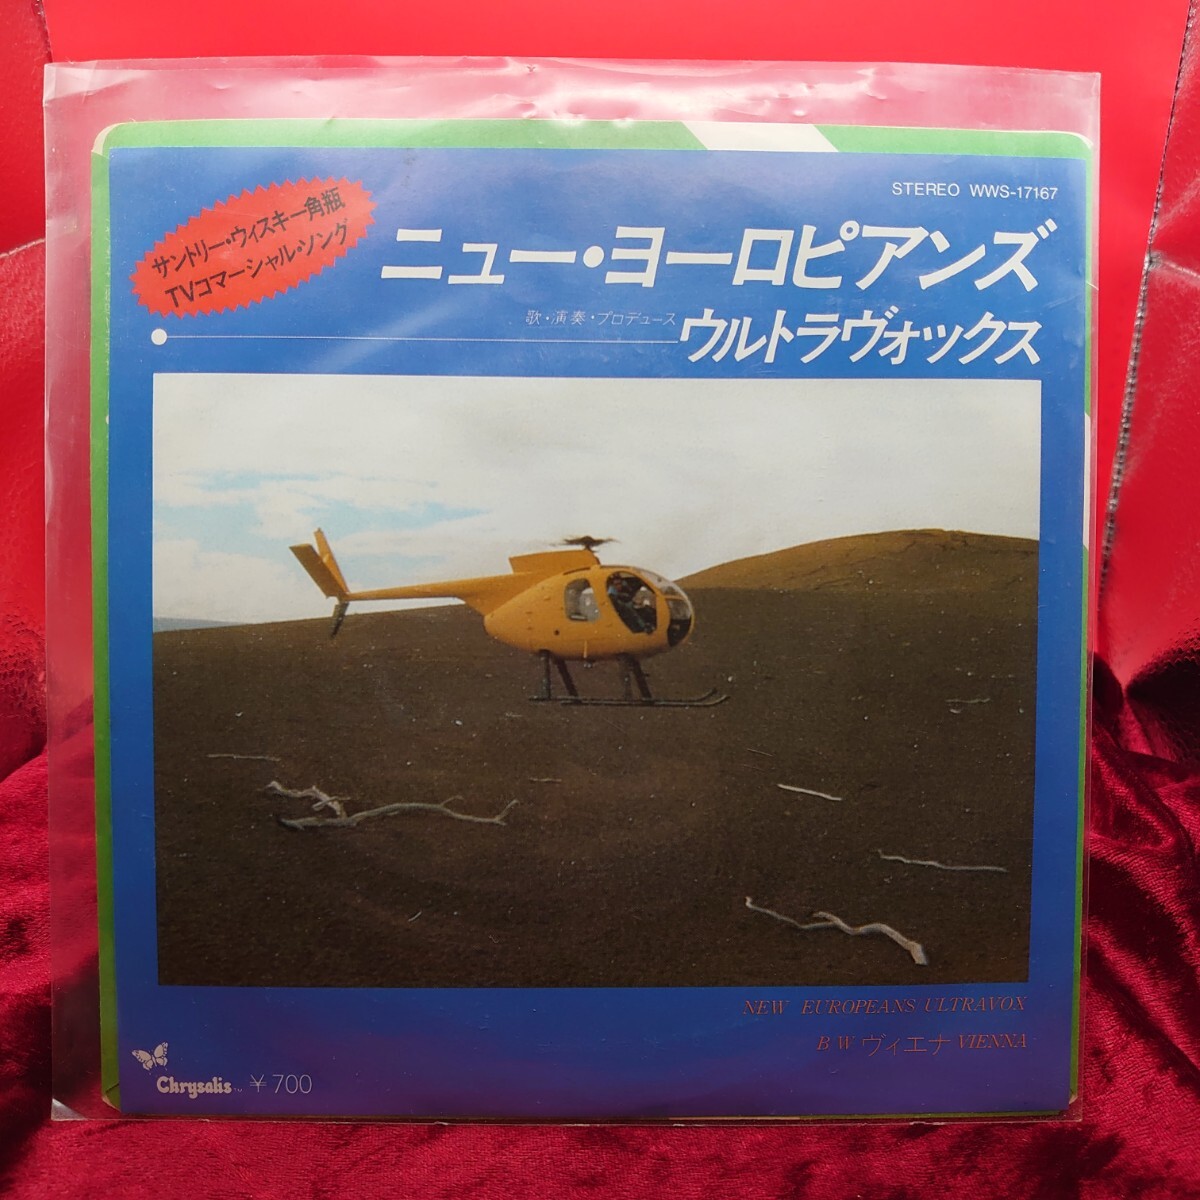 STEREO WWS-17167
サントリー・ウィスキー角瓶
TVコマーシャル・ソング
ニュー・ヨーロピアンズ
歌・演奏・プロデュース ウルトラヴォックス
NEW EUROPEANS ULTRAVOX
B W ヴィエナ VIENNA
Chrysalis TM ￥700